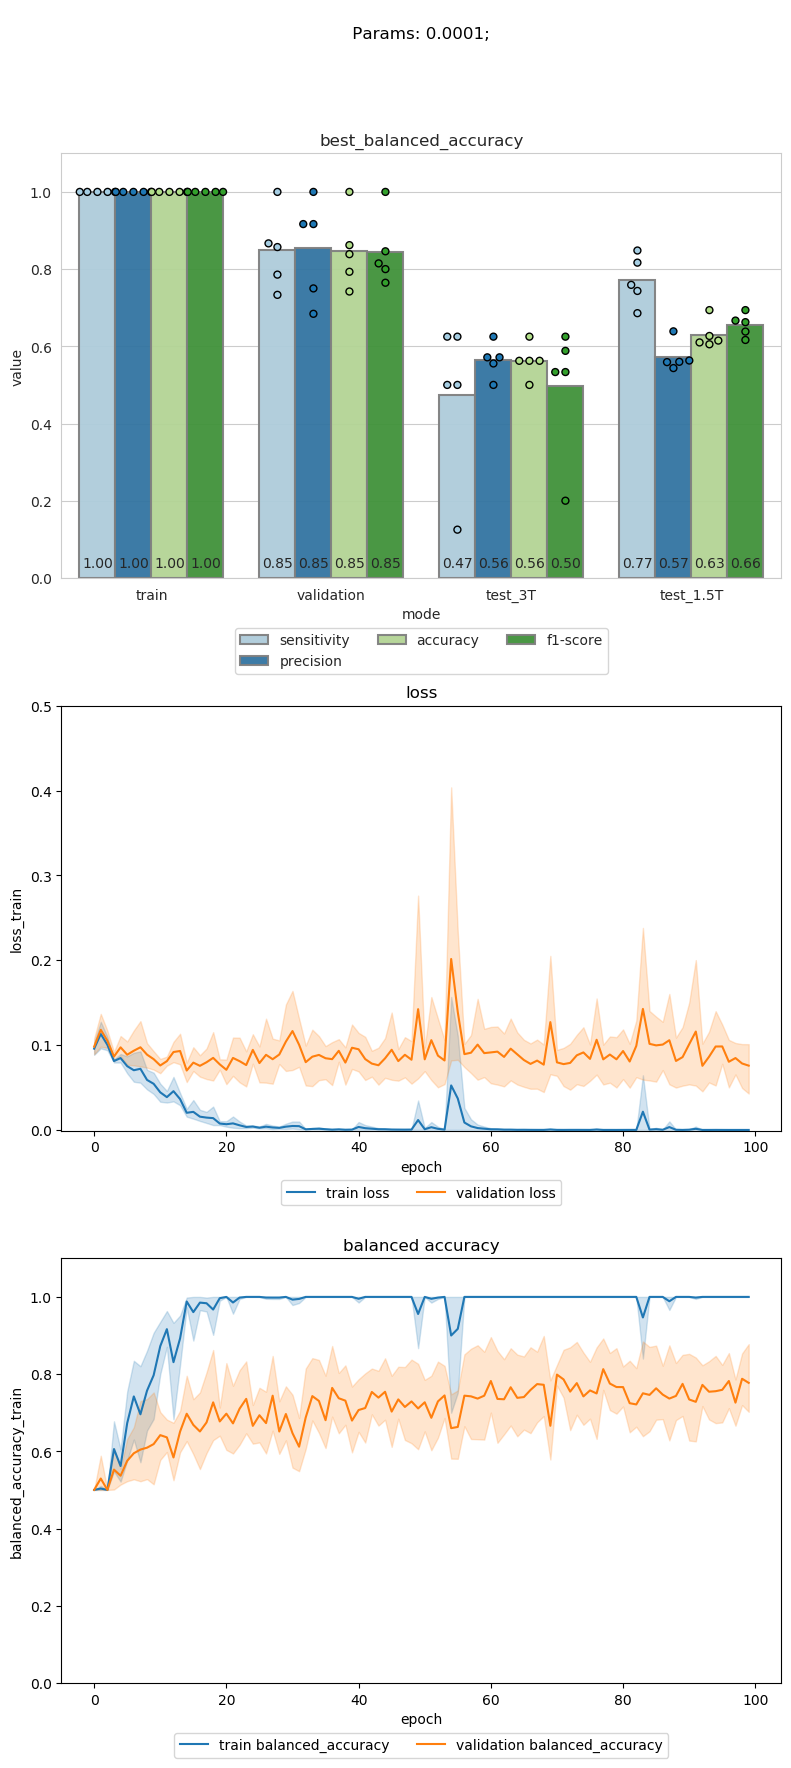 Params: 0.0001;
best_balanced_accuracy
value
1.0
0.8
0.6
0.4
0.2
0.0
1.00 1.00 1.00 1.00 0.85 0.85 0.85 0.85 0.47 0.56 0.56 0.50 0.77 0.57 0.63 0.66
train validation test_3T test_1.5T
mode
sensitivity accuracy f1-score
precision
loss
loss_train
0.5
0.4
0.3
0.2
0.1
0.0
0 20 40 60 80 100
epoch
train loss validation loss
balanced accuracy
balanced_accuracy_train
1.0
0.8
0.6
0.4
0.2
0.0
0 20 40 60 80 100
epoch
train balanced_accuracy validation balanced_accuracy